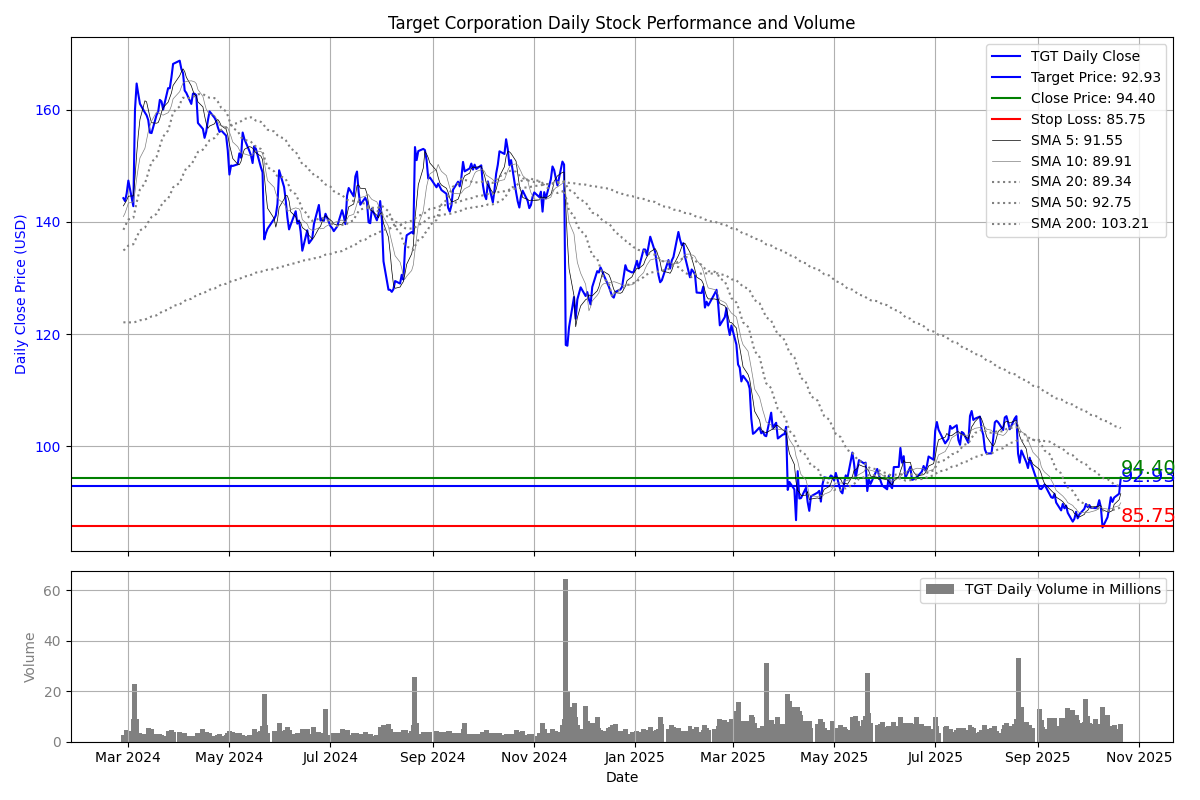 Target Corporation Daily Stock Performance and Volume
Daily Close Price (USD)
160
140
120
100
TGT Daily Close
Target Price: 92.93
Close Price: 94.40
Stop Loss: 85.75
SMA 5: 91.55
SMA 10: 89.91
SMA 20: 89.34
SMA 50: 92.75
SMA 200: 103.21
94.40
92.93
85.75
Volume
60
40
20
0
TGT Daily Volume in Millions
Mar 2024
May 2024
Jul 2024
Sep 2024
Nov 2024
Jan 2025
Mar 2025
May 2025
Jul 2025
Sep 2025
Nov 2025
Date